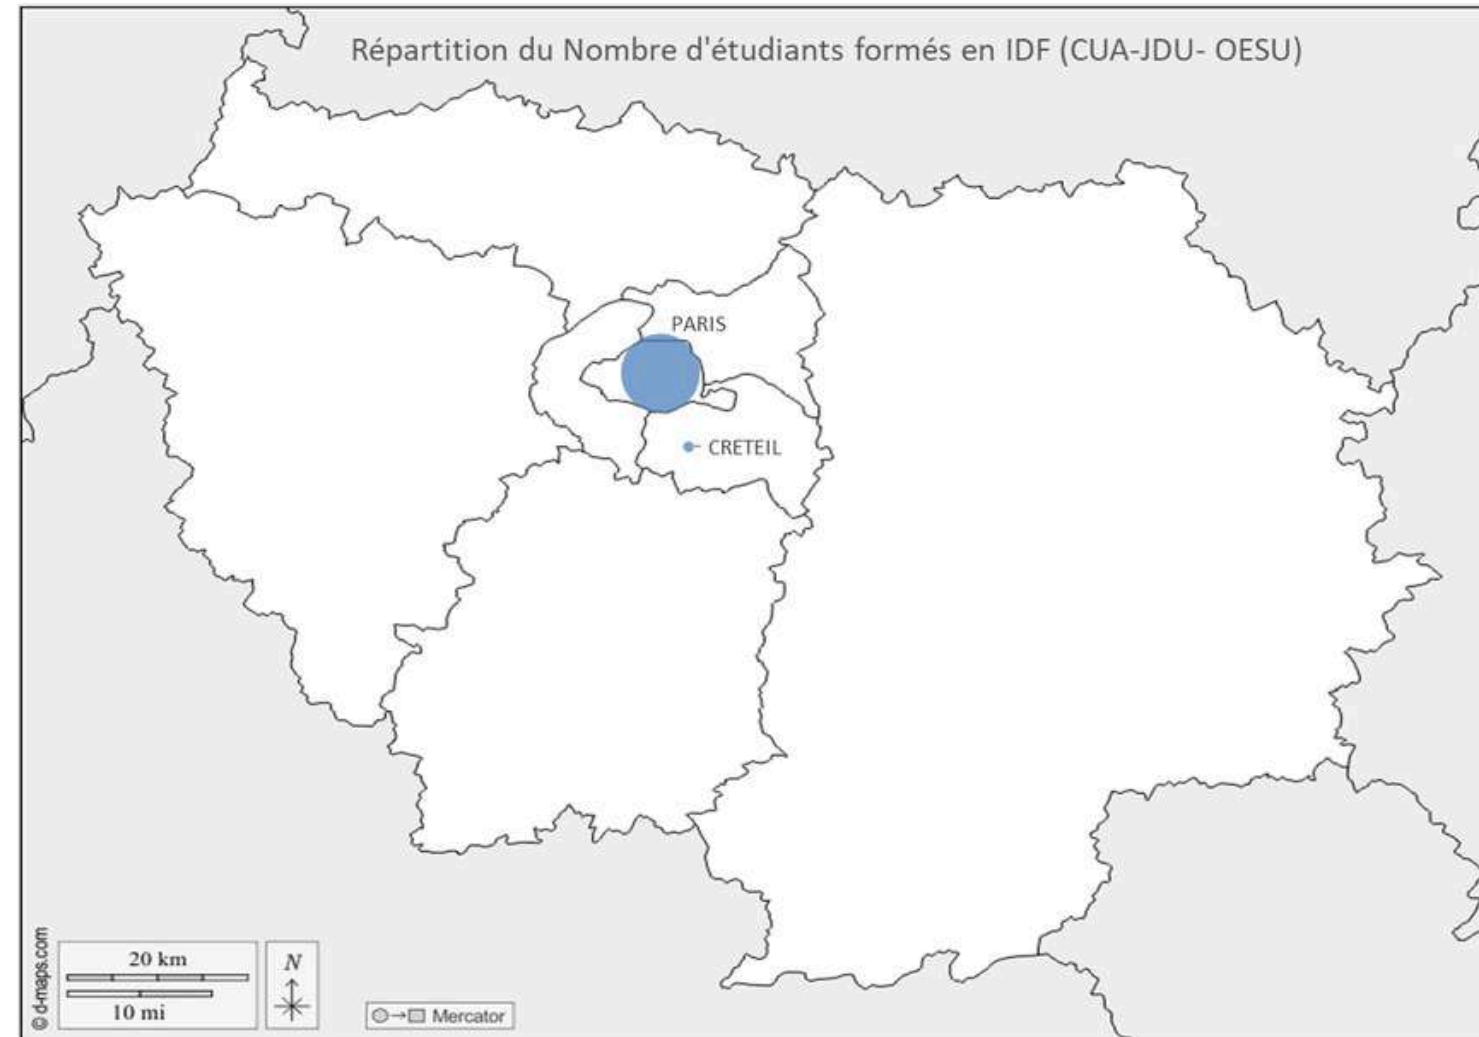 Répartition du Nombre d'étudiants formés en IDF (CUA-JDU- OESU)
PARIS
CRETEIL
20 km
10 mi
N
Mercator
© d-maps.com